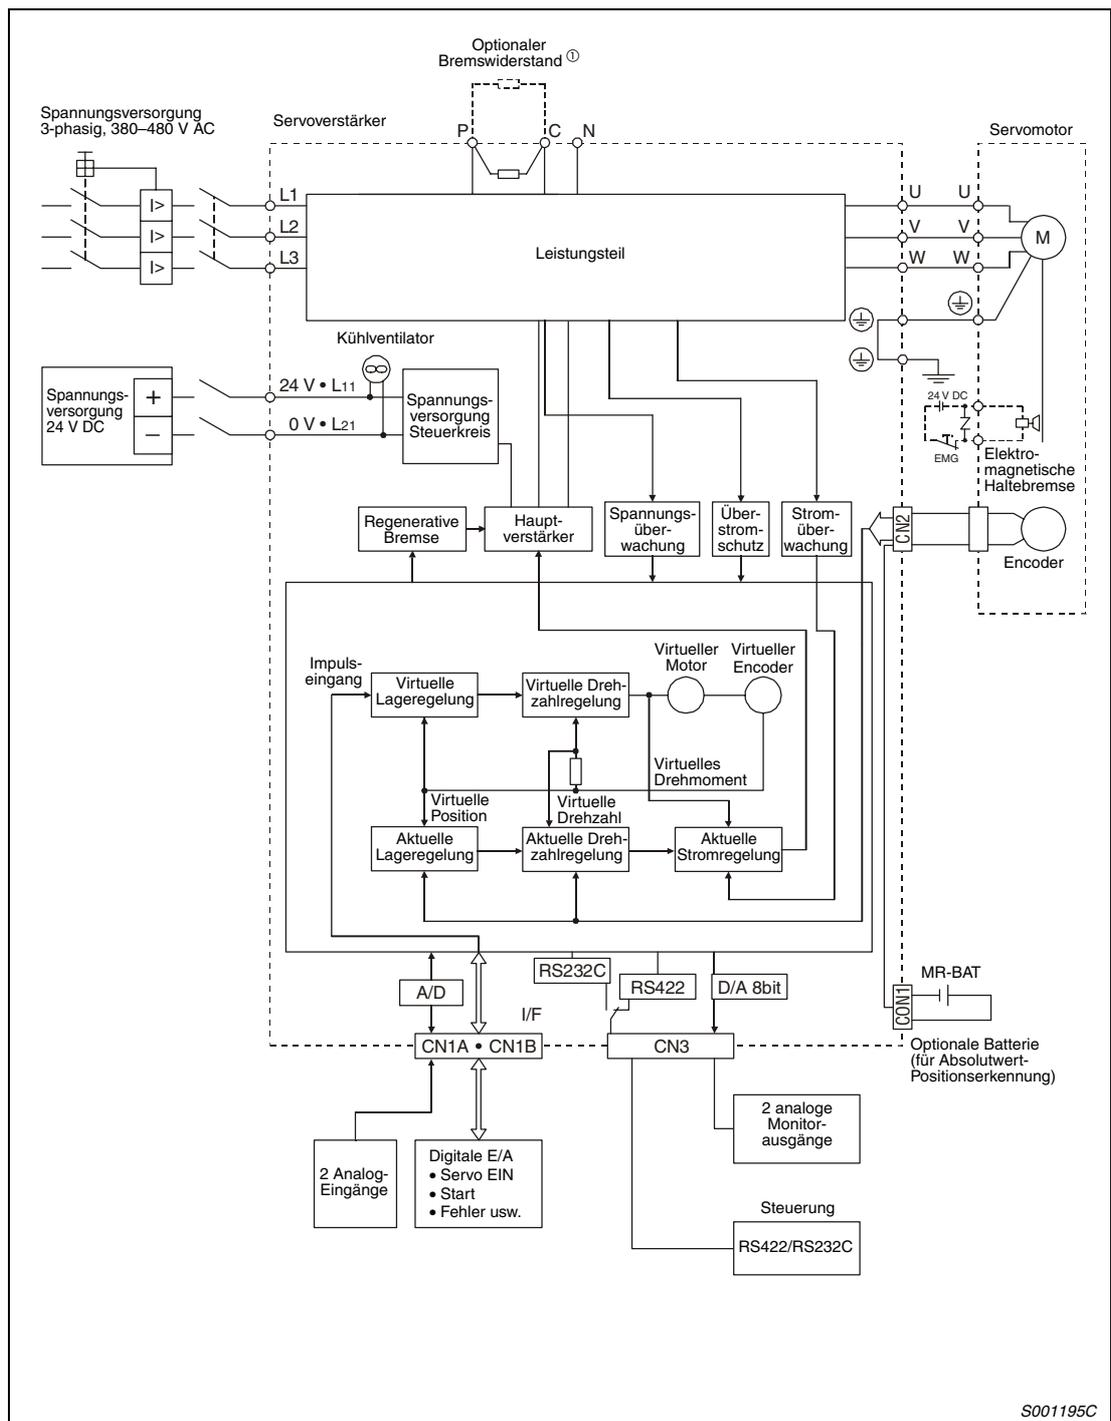 Optionaler
Bremswiderstand ①
Spannungsversorgung
3-phasig, 380–480 V AC
Servoverstärker
P
C
N
Servomotor
I>
I>
I>
L1
L2
L3
Leistungsteil
U
U
V
V
W
W
M
Kühlventilator
Spannungs-
versorgung
24 V DC
+
–
24 V • L11
0 V • L21
Spannungs-
versorgung
Steuerkreis
24 V DC
EMG
Elektro-
magnetische
Haltebremse
Regenerative
Bremse
Haupt-
verstärker
Spannungs-
über-
wachung
Über-
strom-
schutz
Strom-
über-
wachung
CN2
Encoder
Impuls-
eingang
Virtuelle
Lageregelung
Virtuelle Dreh-
zahlregelung
Virtueller
Motor
Virtueller
Encoder
Virtuelles
Drehmoment
Virtuelle
Position
Virtuelle
Drehzahl
Aktuelle
Lageregelung
Aktuelle Dreh-
zahlregelung
Aktuelle
Stromregelung
RS232C
A/D
RS422
D/A 8bit
I/F
MR-BAT
CON1
CN1A • CN1B
CN3
Optionale Batterie
(für Absolutwert-
Positionserkennung)
2 analoge
Monitor-
ausgänge
2 Analog-
Eingänge
Digitale E/A
• Servo EIN
• Start
• Fehler usw.
Steuerung
RS422/RS232C
S001195C